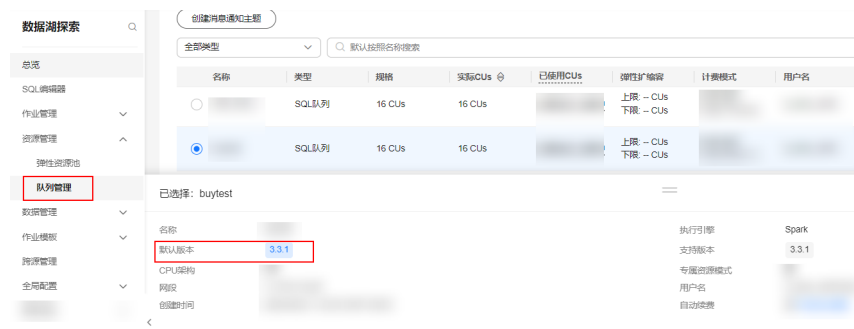 数据湖探索
总览
SQL编辑器
作业管理
资源管理
弹性资源池
队列管理
数据管理
作业模板
跨源管理
全局配置
创建消息通知主题
全部类型
默认按照名称搜索
名称 类型 规格 实际CUs 已使用CUs 弹性扩缩容 计费模式 用户名
SQL队列 16 CUs 16 CUs 上限: -- CUs
下限: -- CUs
SQL队列 16 CUs 16 CUs 上限: -- CUs
下限: -- CUs
已选择: buytest
名称 执行引擎 Spark
默认版本 3.3.1 支持版本 3.3.1
CPU架构 专属资源模式
网段 用户名
创建时间 自动续费